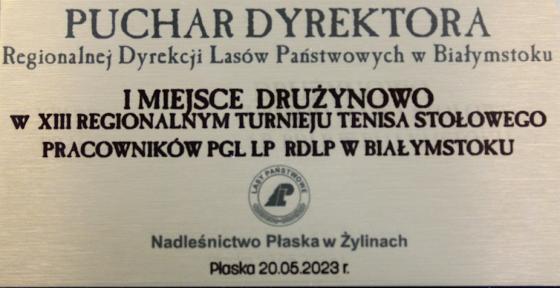 PUCHAR DYREKTORA
Regionalnej Dyrekcji Lasów Państwowych w Białymstoku
I MIEJSCE DRUŻYNOWO
W XIII REGIONALNYM TURNIEJU TENISA STOŁOWEGO
PRACOWNIKÓW PGL LP RDLP W BIAŁYMSTOKU
LASY PAŃSTWOWE
Nadleśnictwo Płaska w Żylinach
Płaska 20.05.2023 r.